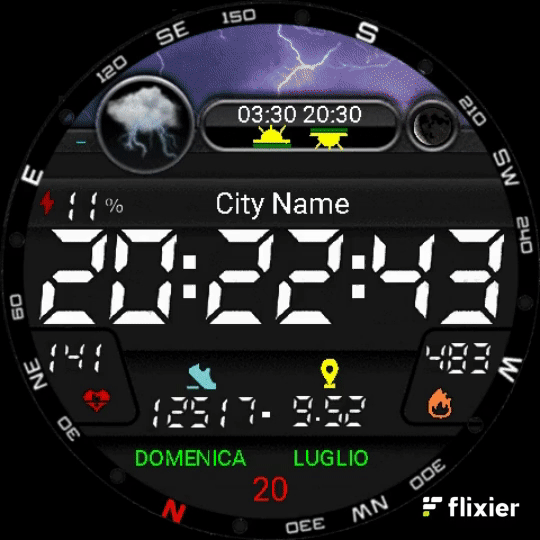 150
SE
S
120
210
03:30 20:30
E
SW
11%
City Name
240
20:22:43
60
141
483
W
NE
12517-
9.52
30
DOMENICA LUGLIO
20
300
N
330
NW
flixier